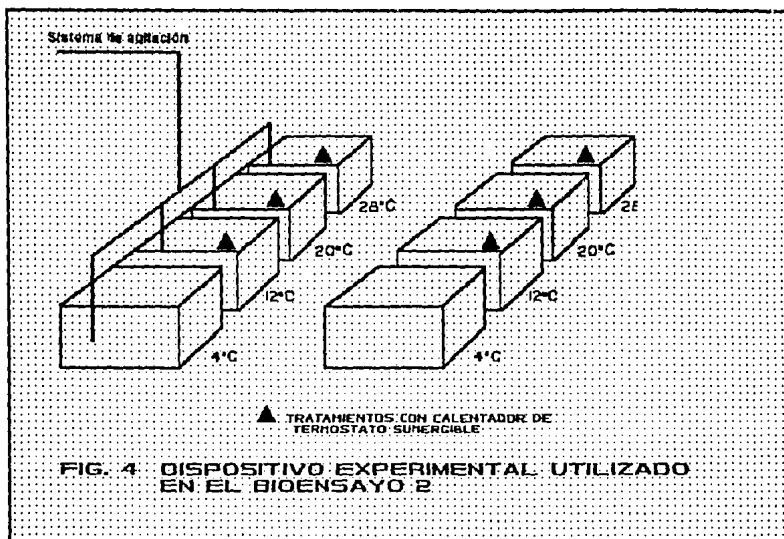 Sistema de agitación
28°C
28
20°C
20°C
12°C
12°C
4°C
4°C
▲ TRATAMIENTOS CON CALENTADOR DE
TERMOSTATO SUMERGIBLE
FIG. 4 DISPOSITIVO EXPERIMENTAL UTILIZADO
EN EL BIOENSAYO 2